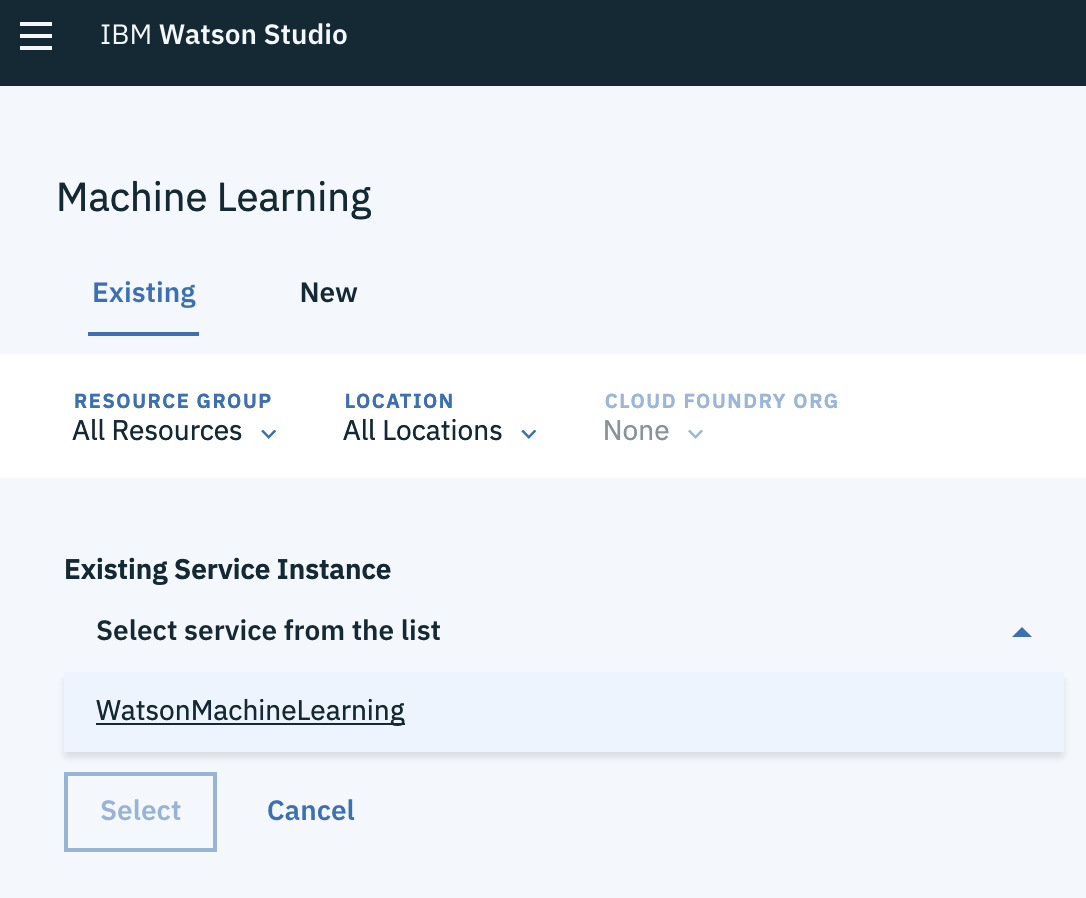 IBM Watson Studio
Machine Learning
Existing New
RESOURCE GROUP LOCATION CLOUD FOUNDRY ORG
All Resources All Locations None
Existing Service Instance
Select service from the list
WatsonMachineLearning
Select Cancel